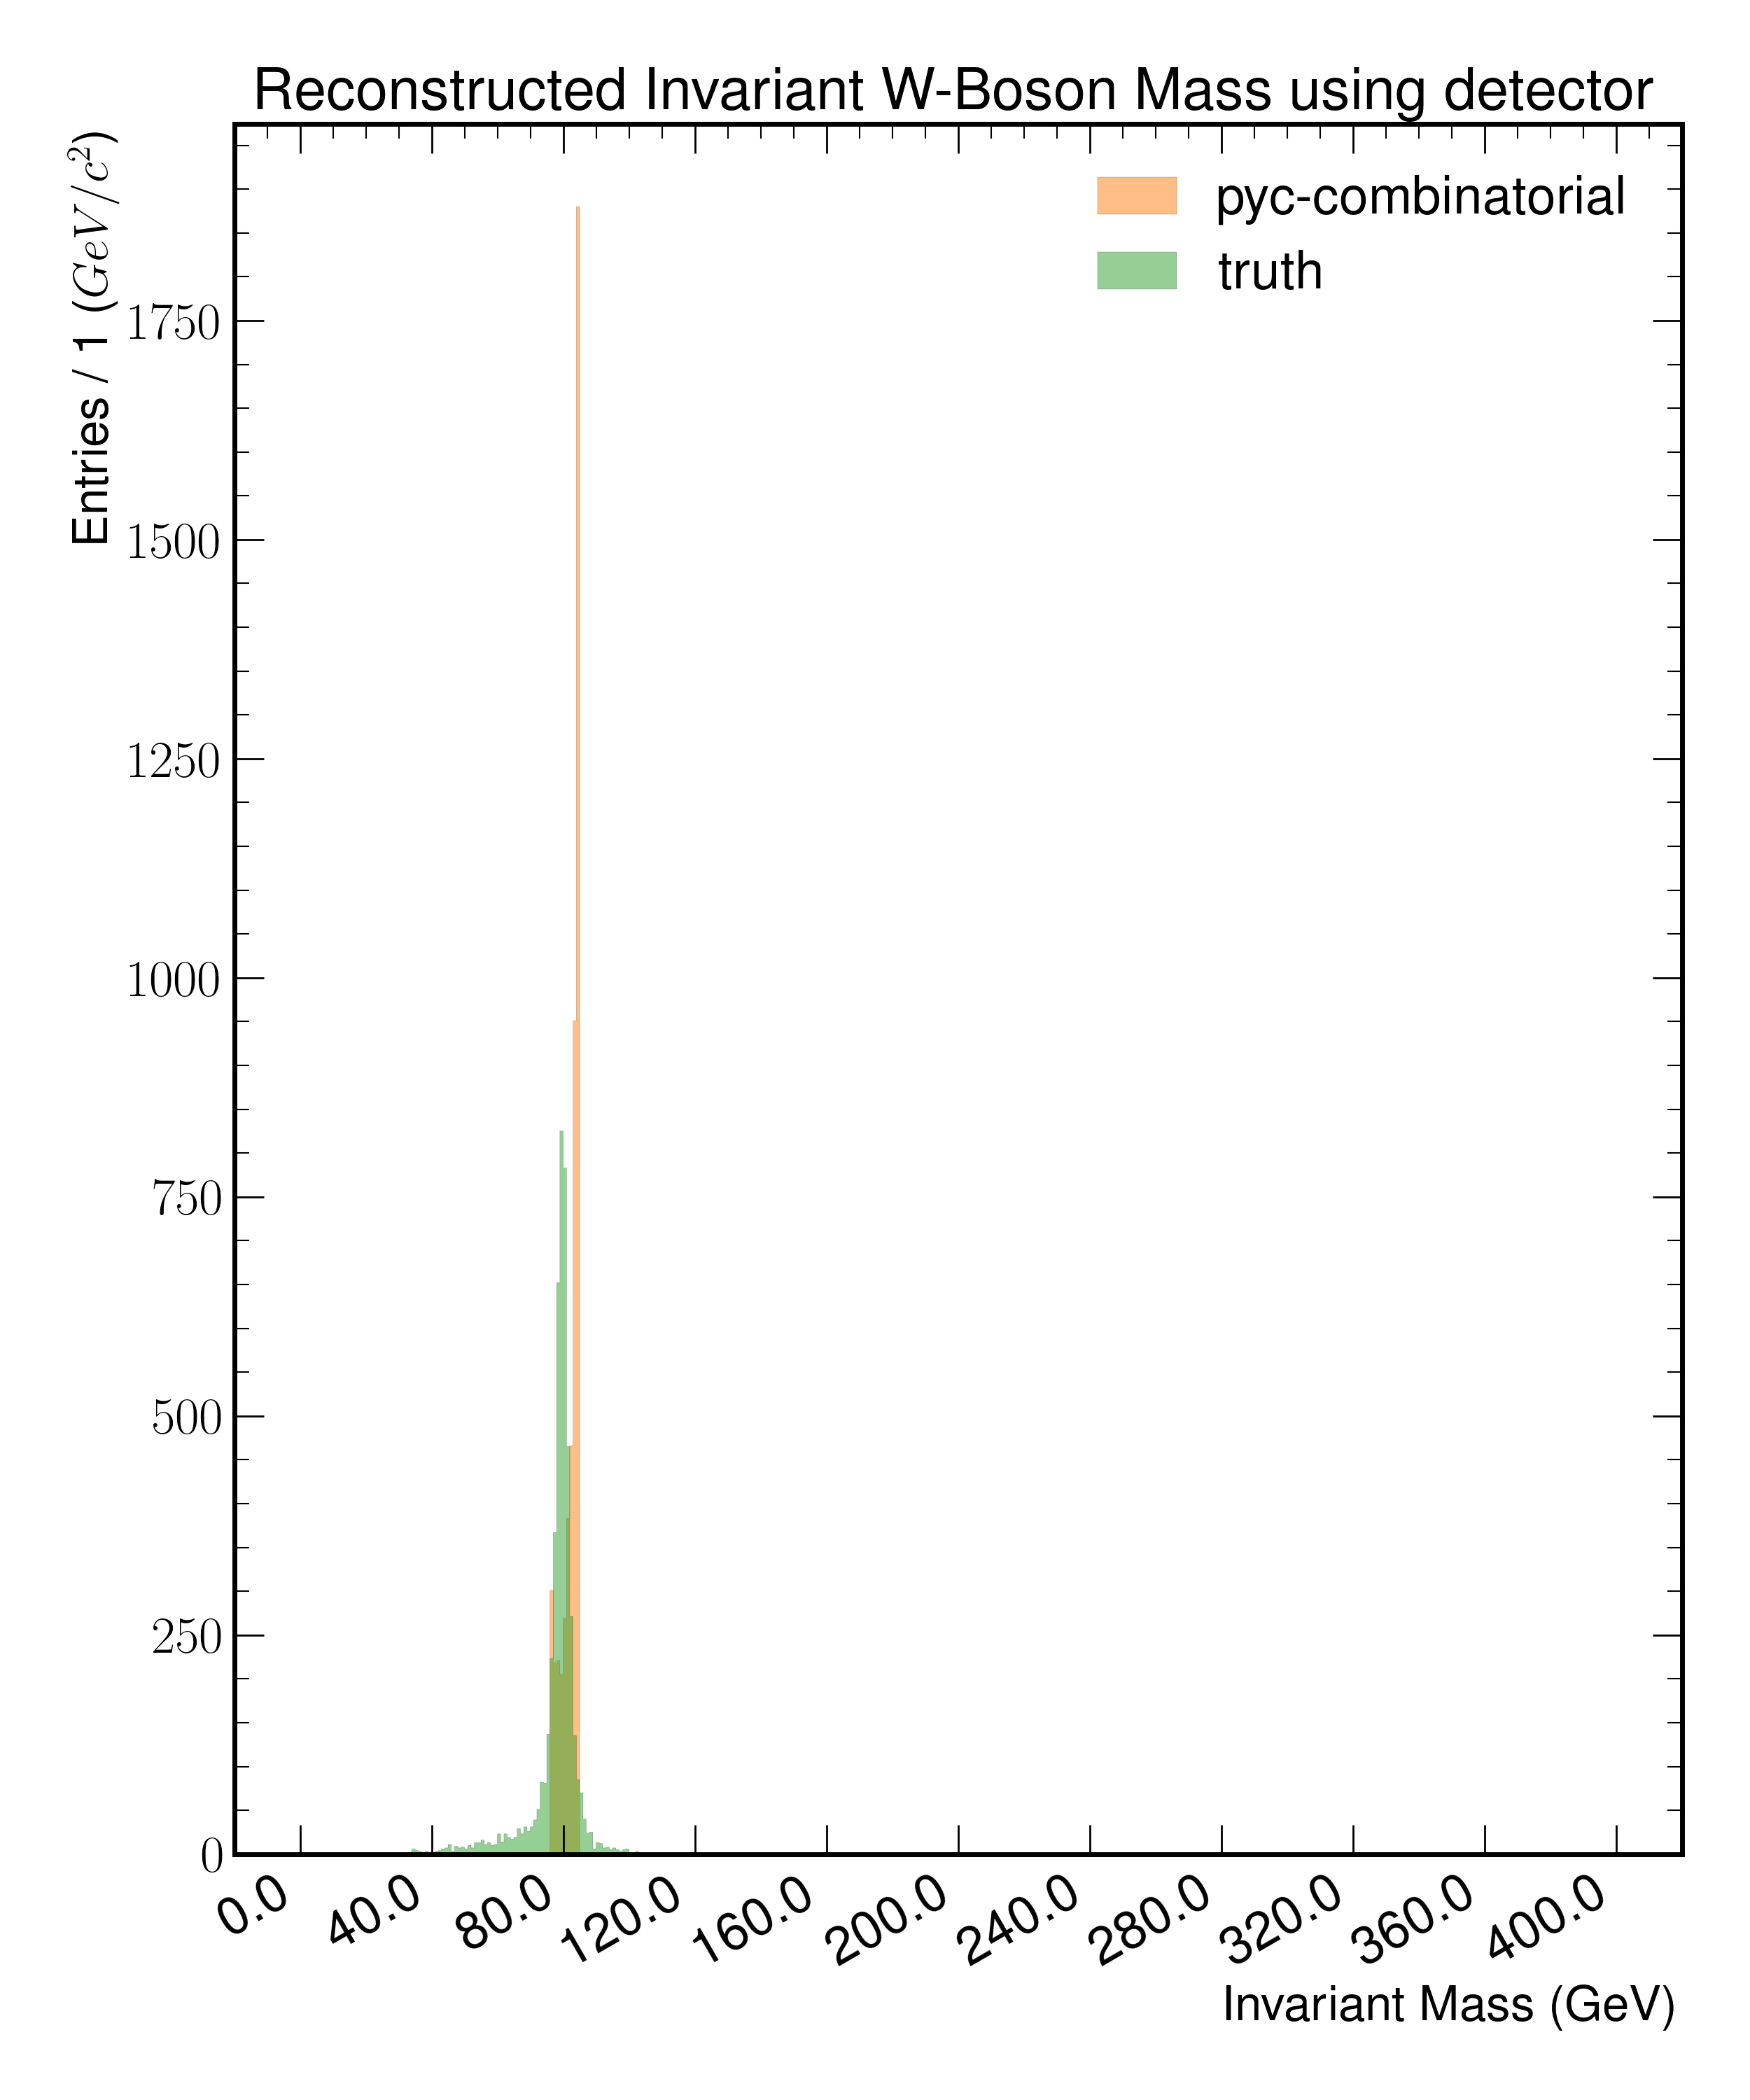 Reconstructed Invariant W-Boson Mass using detector
Entries / 1 (GeV/c²)
pyc-combinatorial
truth
1750
1500
1250
1000
750
500
250
0
0.0 40.0 80.0 120.0 160.0 200.0 240.0 280.0 320.0 360.0 400.0
Invariant Mass (GeV)